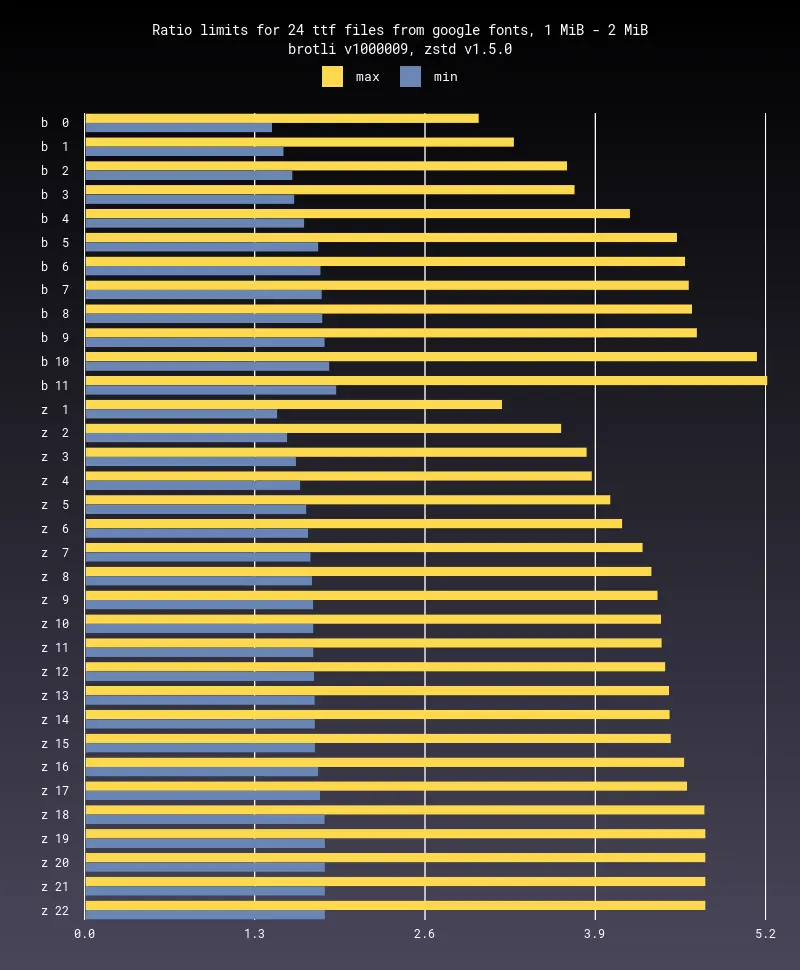 Ratio limits for 24 ttf files from google fonts, 1 MiB - 2 MiB
brotli v1000009, zstd v1.5.0
max min
b 0
b 1
b 2
b 3
b 4
b 5
b 6
b 7
b 8
b 9
b 10
b 11
z 1
z 2
z 3
z 4
z 5
z 6
z 7
z 8
z 9
z 10
z 11
z 12
z 13
z 14
z 15
z 16
z 17
z 18
z 19
z 20
z 21
z 22
0.0 1.3 2.6 3.9 5.2